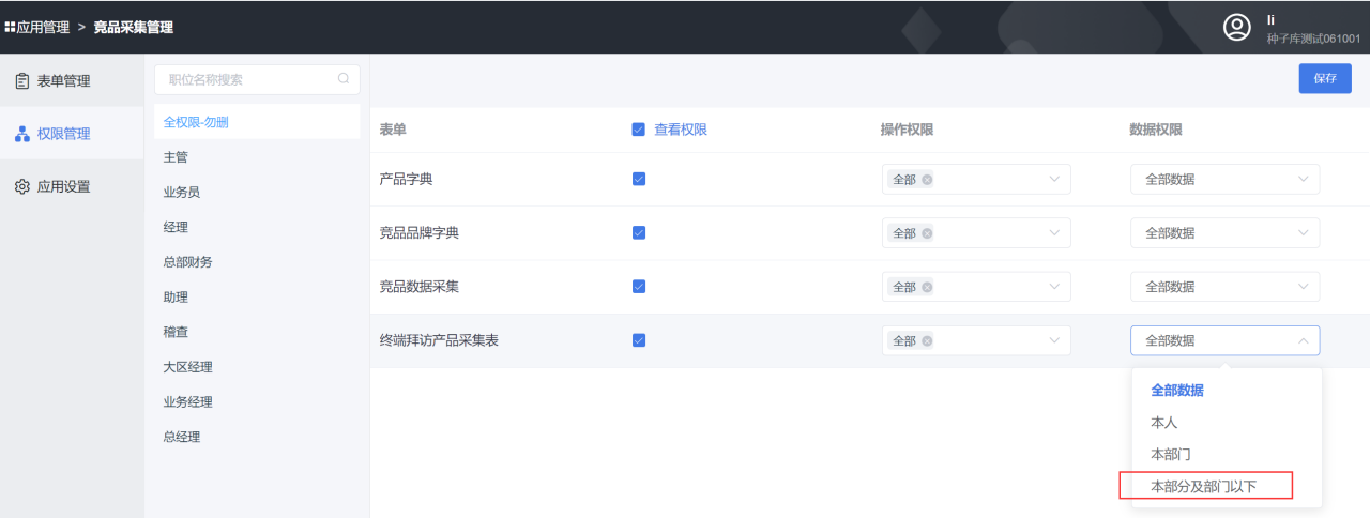 应用管理 > 竞品采集管理
li
种子库测试061001
表单管理
权限管理
应用设置
职位名称搜索
全权限-勿删
主管
业务员
经理
总部财务
助理
稽查
大区经理
业务经理
总经理
保存
表单 查看权限 操作权限 数据权限
产品字典 全部 全部数据
竞品品牌字典 全部 全部数据
竞品数据采集 全部 全部数据
终端拜访产品采集表 全部 全部数据
全部数据
本人
本部门
本部分及部门以下